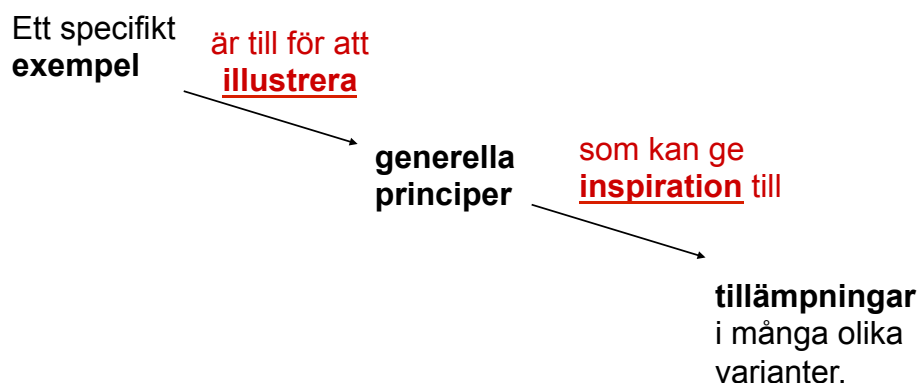 Ett specifikt
exempel
är till för att
illustrera
generella
principer
som kan ge
inspiration till
tillämpningar
i många olika
varianter.